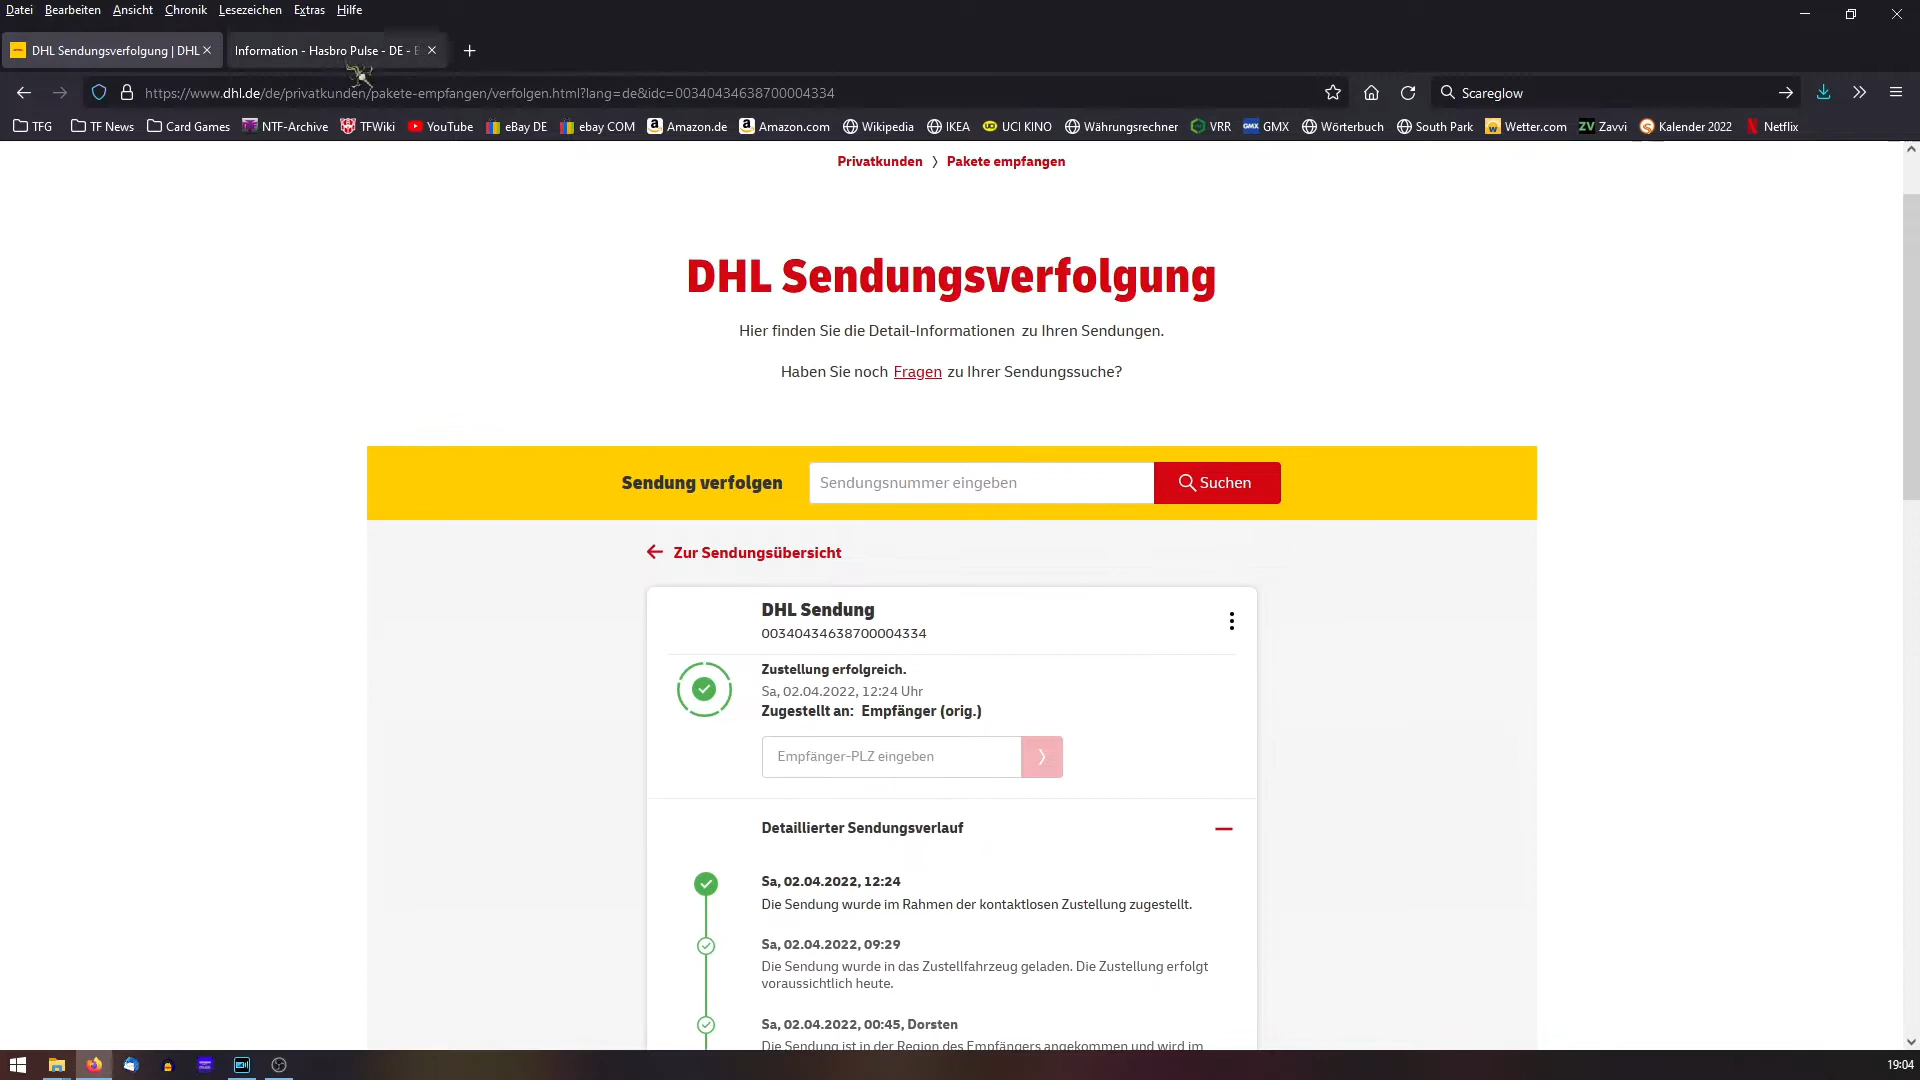 Datei Bearbeiten Ansicht Chronik Lesezeichen Extras Hilfe
DHL Sendungsverfolgung | DHL Information - Hasbro Pulse - DE -
https://www.dhl.de/de/privatkunden/pakete-empfangen/verfolgen.html?lang=de&idc=00340434638700004334 Scareglow
TFG TF News Card Games NTF-Archive TFWiki YouTube eBay DE ebay COM Amazon.de Amazon.com Wikipedia IKEA UCI KINO Währungsrechner VRR GMX Wörterbuch South Park Wetter.com Zavvi Kalender 2022 Netflix
Privatkunden Pakete empfangen
DHL Sendungsverfolgung
Hier finden Sie die Detail-Informationen zu Ihren Sendungen.
Haben Sie noch Fragen zu Ihrer Sendungssuche?
Sendung verfolgen Sendungsnummer eingeben Suchen
Zur Sendungsübersicht
DHL Sendung
00340434638700004334
Zustellung erfolgreich.
Sa, 02.04.2022, 12:24 Uhr
Zugestellt an: Empfänger (orig.)
Empfänger-PLZ eingeben
Detaillierter Sendungsverlauf
Sa, 02.04.2022, 12:24
Die Sendung wurde im Rahmen der kontaktlosen Zustellung zugestellt.
Sa, 02.04.2022, 09:29
Die Sendung wurde in das Zustellfahrzeug geladen. Die Zustellung erfolgt
voraussichtlich heute.
Sa, 02.04.2022, 00:45, Dorsten
Die Sendung ist in der Region des Empfängers angekommen und wird im
19:04